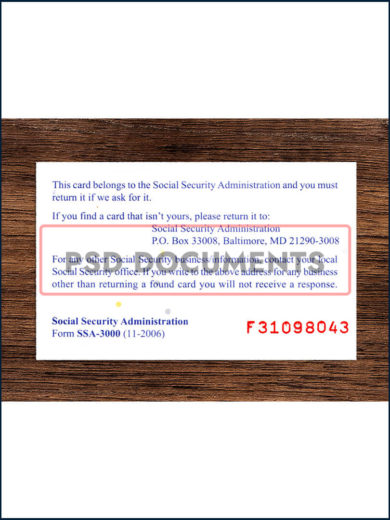 This card belongs to the Social Security Administration and you must
return it if we ask for it.
If you find a card that isn't yours, please return it to:
Social Security Administration
P.O. Box 33008, Baltimore, MD 21290-3008
FSD DOCUMENTS
For any other Social Security business information, contact your local
Social Security office. If you write to the above address for any business
other than returning a found card you will not receive a response.
Social Security Administration
Form SSA-3000 (11-2006)
F31098043